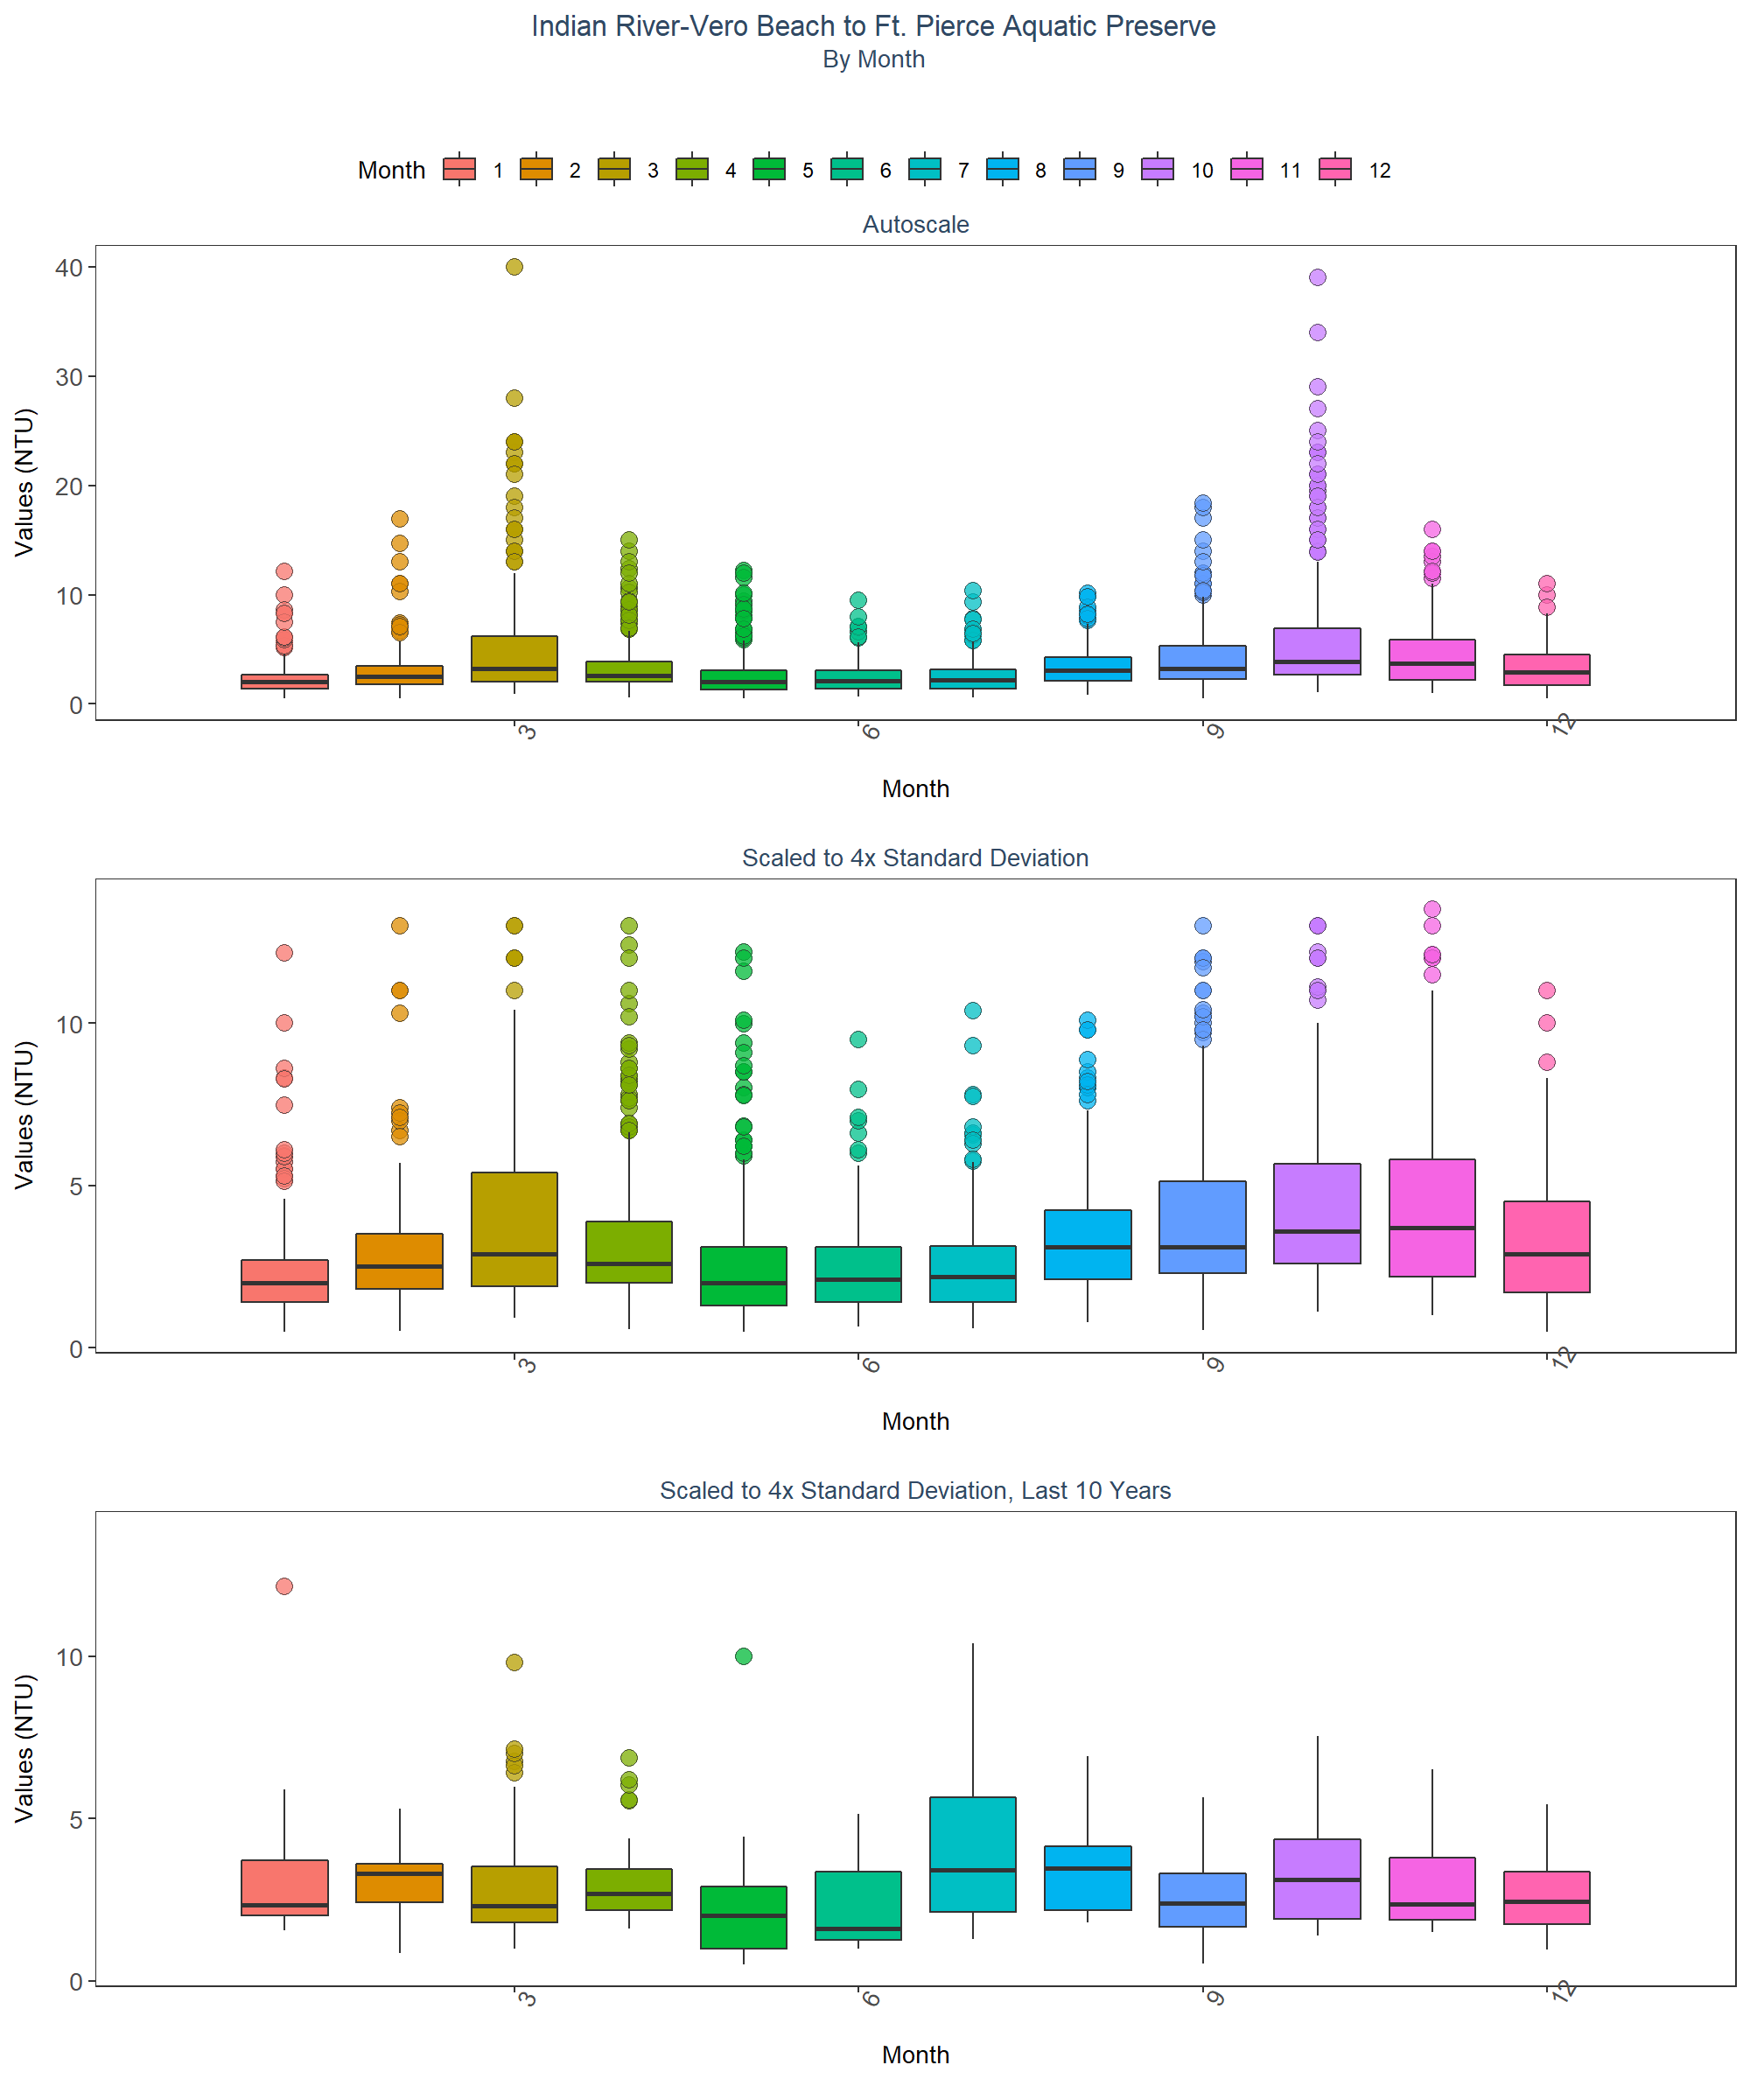 Indian River-Vero Beach to Ft. Pierce Aquatic Preserve
By Month
Month 1 2 3 4 5 6 7 8 9 10 11 12
Autoscale
Values (NTU)
40
30
20
10
0
3 6 9 12
Month
Scaled to 4x Standard Deviation
Values (NTU)
10
5
0
3 6 9 12
Month
Scaled to 4x Standard Deviation, Last 10 Years
Values (NTU)
10
5
0
3 6 9 12
Month